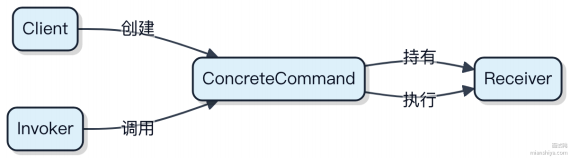 Client
创建
持有
ConcreteCommand
Receiver
执行
Invoker
调用